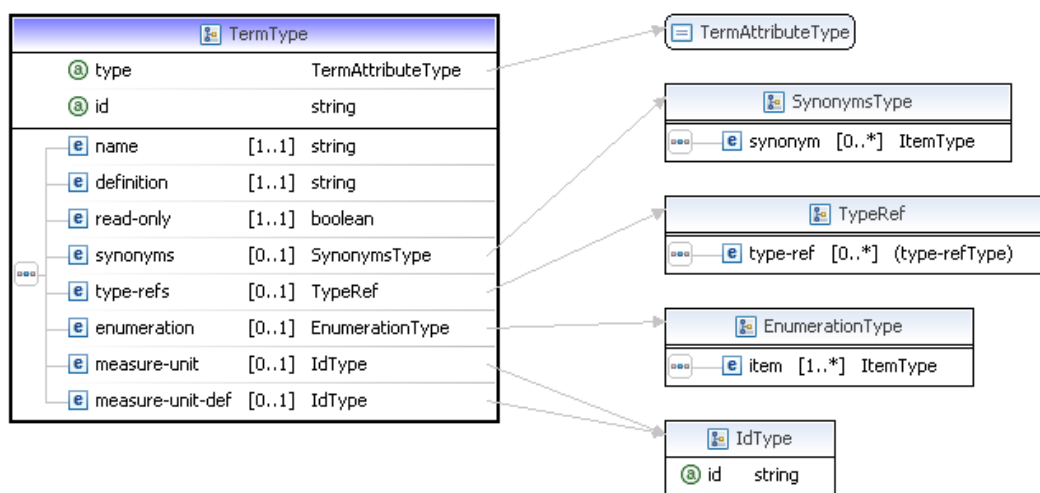 TermType
type TermAttributeType
id string
name [1..1] string
definition [1..1] string
read-only [1..1] boolean
synonyms [0..1] SynonymsType
type-refs [0..1] TypeRef
enumeration [0..1] EnumerationType
measure-unit [0..1] IdType
measure-unit-def [0..1] IdType
TermAttributeType
SynonymsType
synonym [0..*] ItemType
TypeRef
type-ref [0..*] (type-refType)
EnumerationType
item [1..*] ItemType
IdType
id string